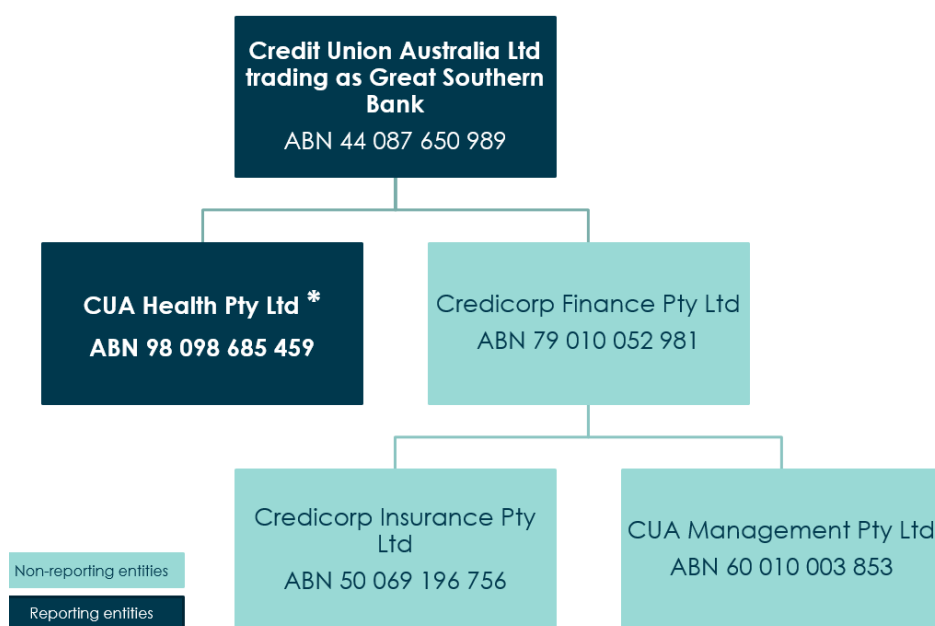 Credit Union Australia Ltd
trading as Great Southern
Bank
ABN 44 087 650 989
CUA Health Pty Ltd *
ABN 98 098 685 459
Credicorp Finance Pty Ltd
ABN 79 010 052 981
Credicorp Insurance Pty
Ltd
ABN 50 069 196 756
CUA Management Pty Ltd
ABN 60 010 003 853
Non-reporting entities
Reporting entities